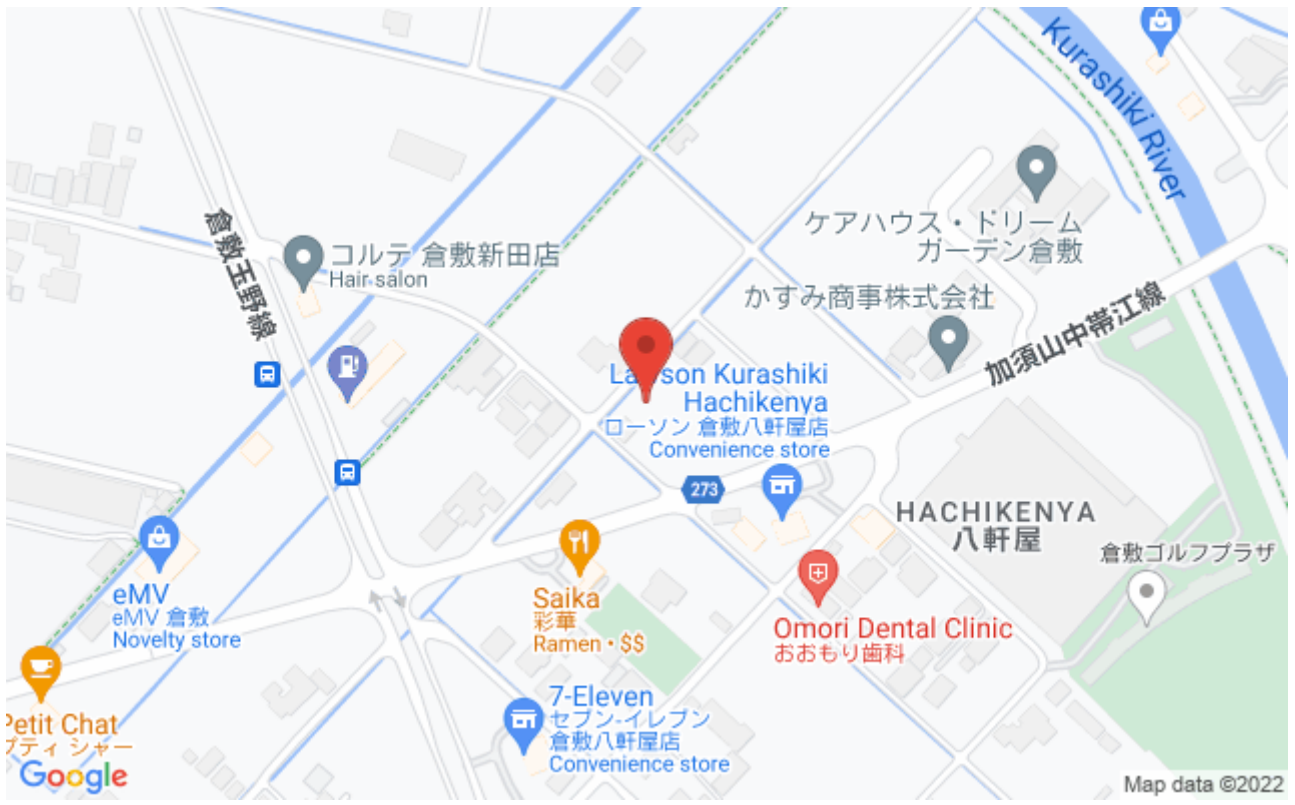 Kurashiki River
ケアハウス・ドリーム
ガーデン倉敷
倉敷玉野線
コルテ 倉敷新田店
Hair salon
かすみ商事株式会社
加須山中帯江線
Lawson Kurashiki
Hachikenya
ローソン 倉敷八軒屋店
Convenience store
273
HACHIKENYA
八軒屋
倉敷ゴルフプラザ
eMV
eMV 倉敷
Novelty store
Saika
彩華
Ramen • $$
Omori Dental Clinic
おおもり歯科
7-Eleven
セブン-イレブン
倉敷八軒屋店
Convenience store
Petit Chat
プティ シャー
Google
Map data ©2022